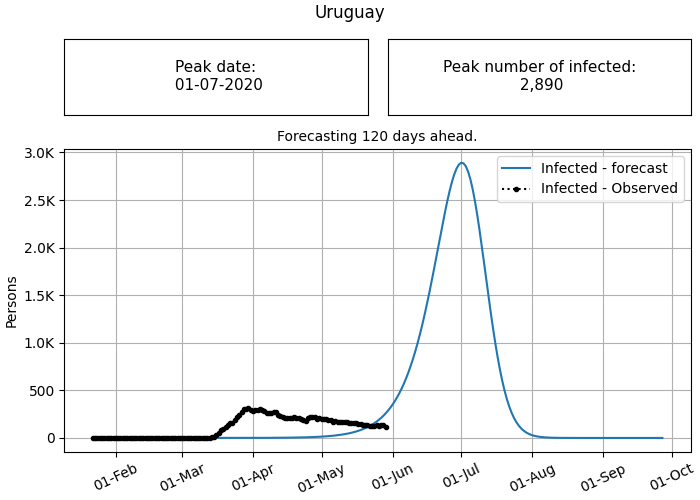 Uruguay
Peak date:
01-07-2020
Peak number of infected:
2,890
Forecasting 120 days ahead.
3.0K
2.5K
2.0K
1.5K
1.0K
500
0
Persons
Infected - forecast
Infected - Observed
01-Feb
01-Mar
01-Apr
01-May
01-Jun
01-Jul
01-Aug
01-Sep
01-Oct